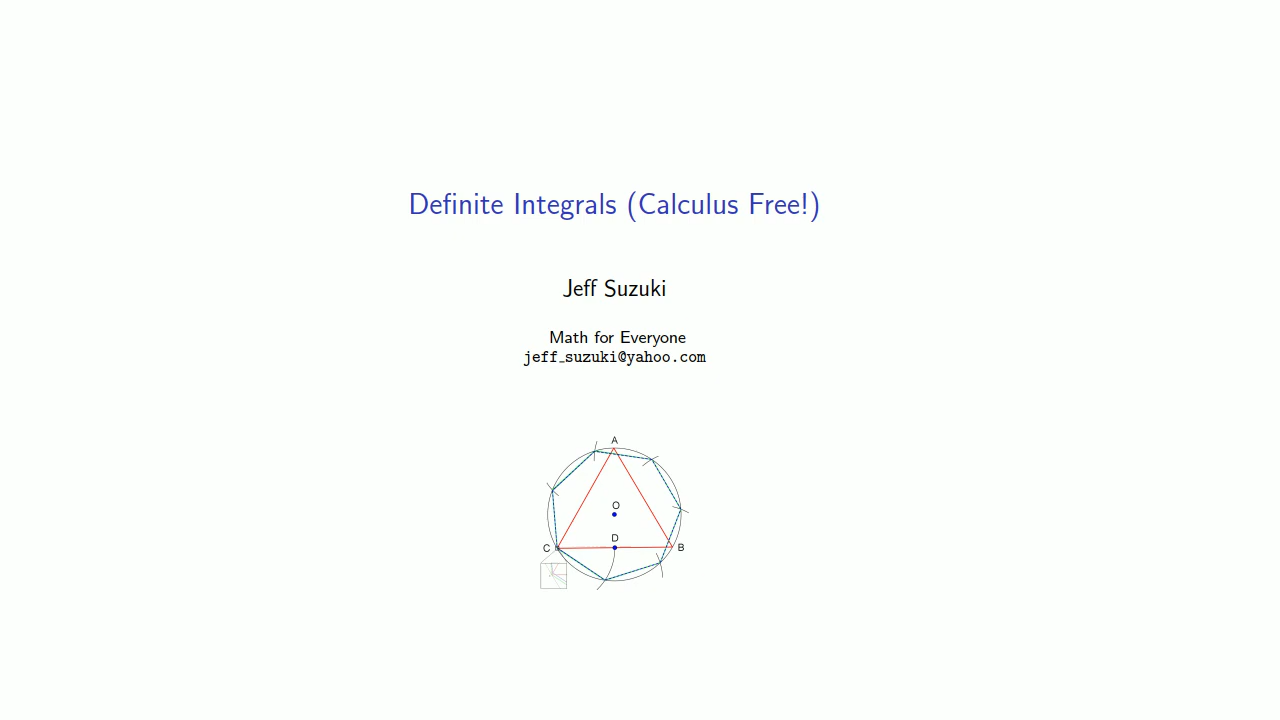 Definite Integrals (Calculus Free!)
Jeff Suzuki
Math for Everyone
jeff_suzuki@yahoo.com
A
O
D
C
B